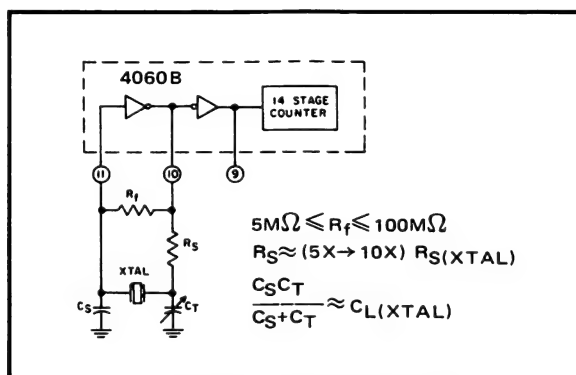 4060B
14 STAGE
COUNTER
11
10
9
Rf
RS
XTAL
CS
CT
5MΩ ≤ Rf ≤ 100MΩ
RS ≈ (5X→10X) RS(XTAL)
CSCT
CS+CT ≈ CL(XTAL)